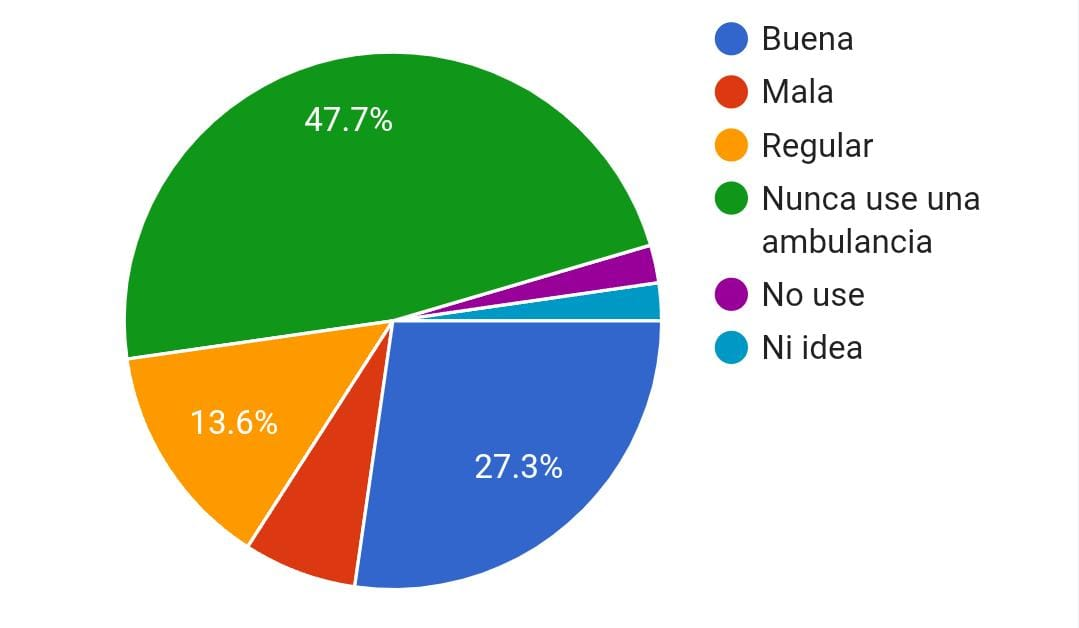 47.7%
13.6%
27.3%
Buena
Mala
Regular
Nunca use una
ambulancia
No use
Ni idea